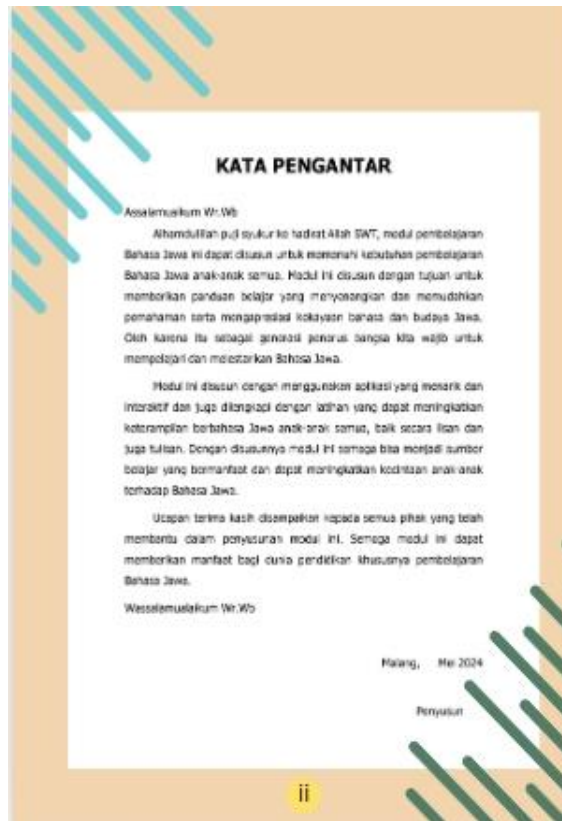 KATA PENGANTAR
Assalamualkum Wr.Wb
Alhamdulillah puji syukur ke hadirat Allah SWT, modul pembelajaran
Bahasa Jawa ini dapat disusun untuk memenuhi kebutuhan pembelajaran
Bahasa Jawa anak-anak semua. Modul ini disusun dengan tujuan untuk
memberikan panduan belajar yang menyenangkan dan memudahkan
pemahaman serta mengapresiasi kekayaan bahasa dan budaya Jawa.
Oleh karena itu sebagai generasi penerus bangsa kita wajib untuk
mempelajari dan melestarikan Bahasa Jawa.
Modul ini disusun dengan menggunakan aplikasi yang menarik dan
interaktif dan juga dilengkapi dengan latihan yang dapat meningkatkan
keterampilan berbahasa Jawa anak-anak semua, baik secara lisan dan
juga tulisan. Dengan disusunnya modul ini semoga bisa menjadi sumber
belajar yang bermanfaat dan dapat meningkatkan kecintaan anak-anak
terhadap Bahasa Jawa.
Ucapan terima kasih disampaikan kepada semua pihak yang telah
membantu dalam penyusunan modul ini. Semoga modul ini dapat
memberikan manfaat bagi dunia pendidikan khususnya pembelajaran
Bahasa Jawa.
Wassalamualaikum Wr.Wb
Malang, Mei 2024
Penyusun
ii